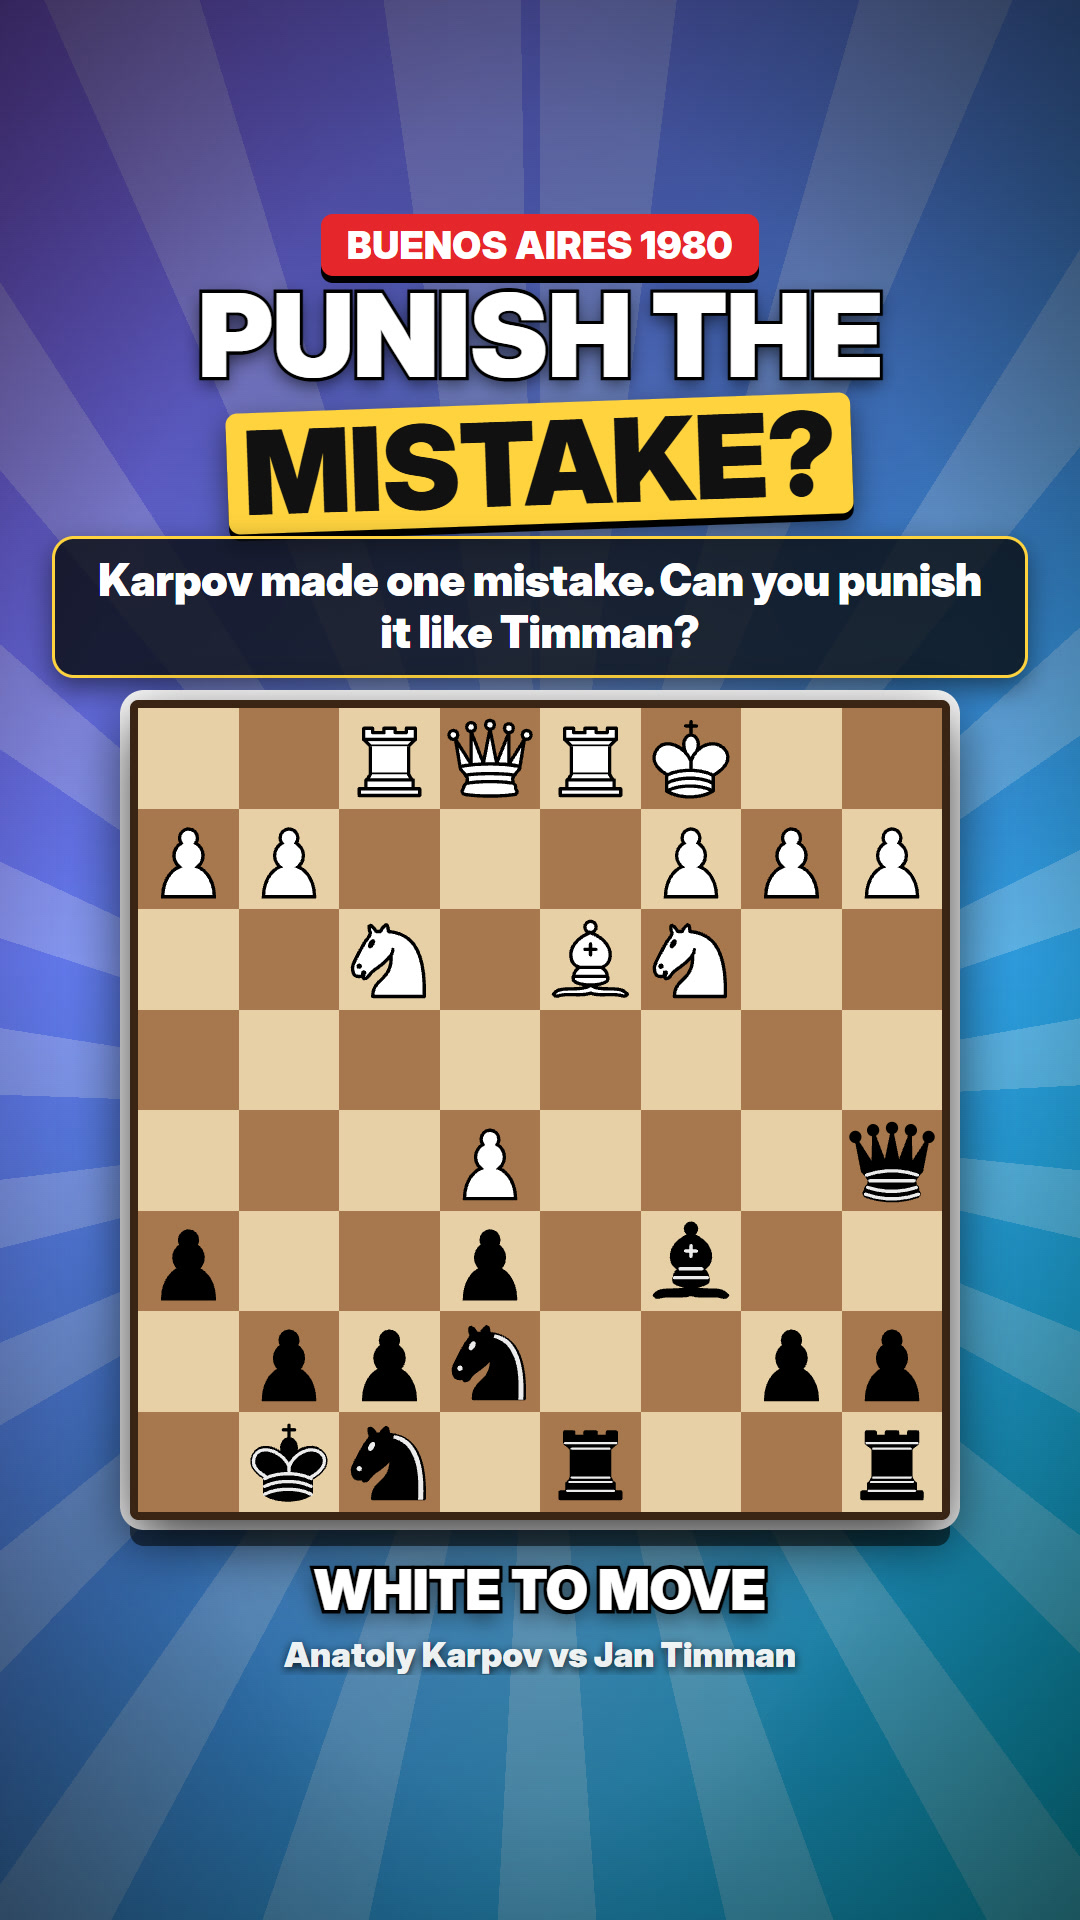 BUENOS AIRES 1980
PUNISH THE
MISTAKE?
Karpov made one mistake. Can you punish
it like Timman?
WHITE TO MOVE
Anatoly Karpov vs Jan Timman